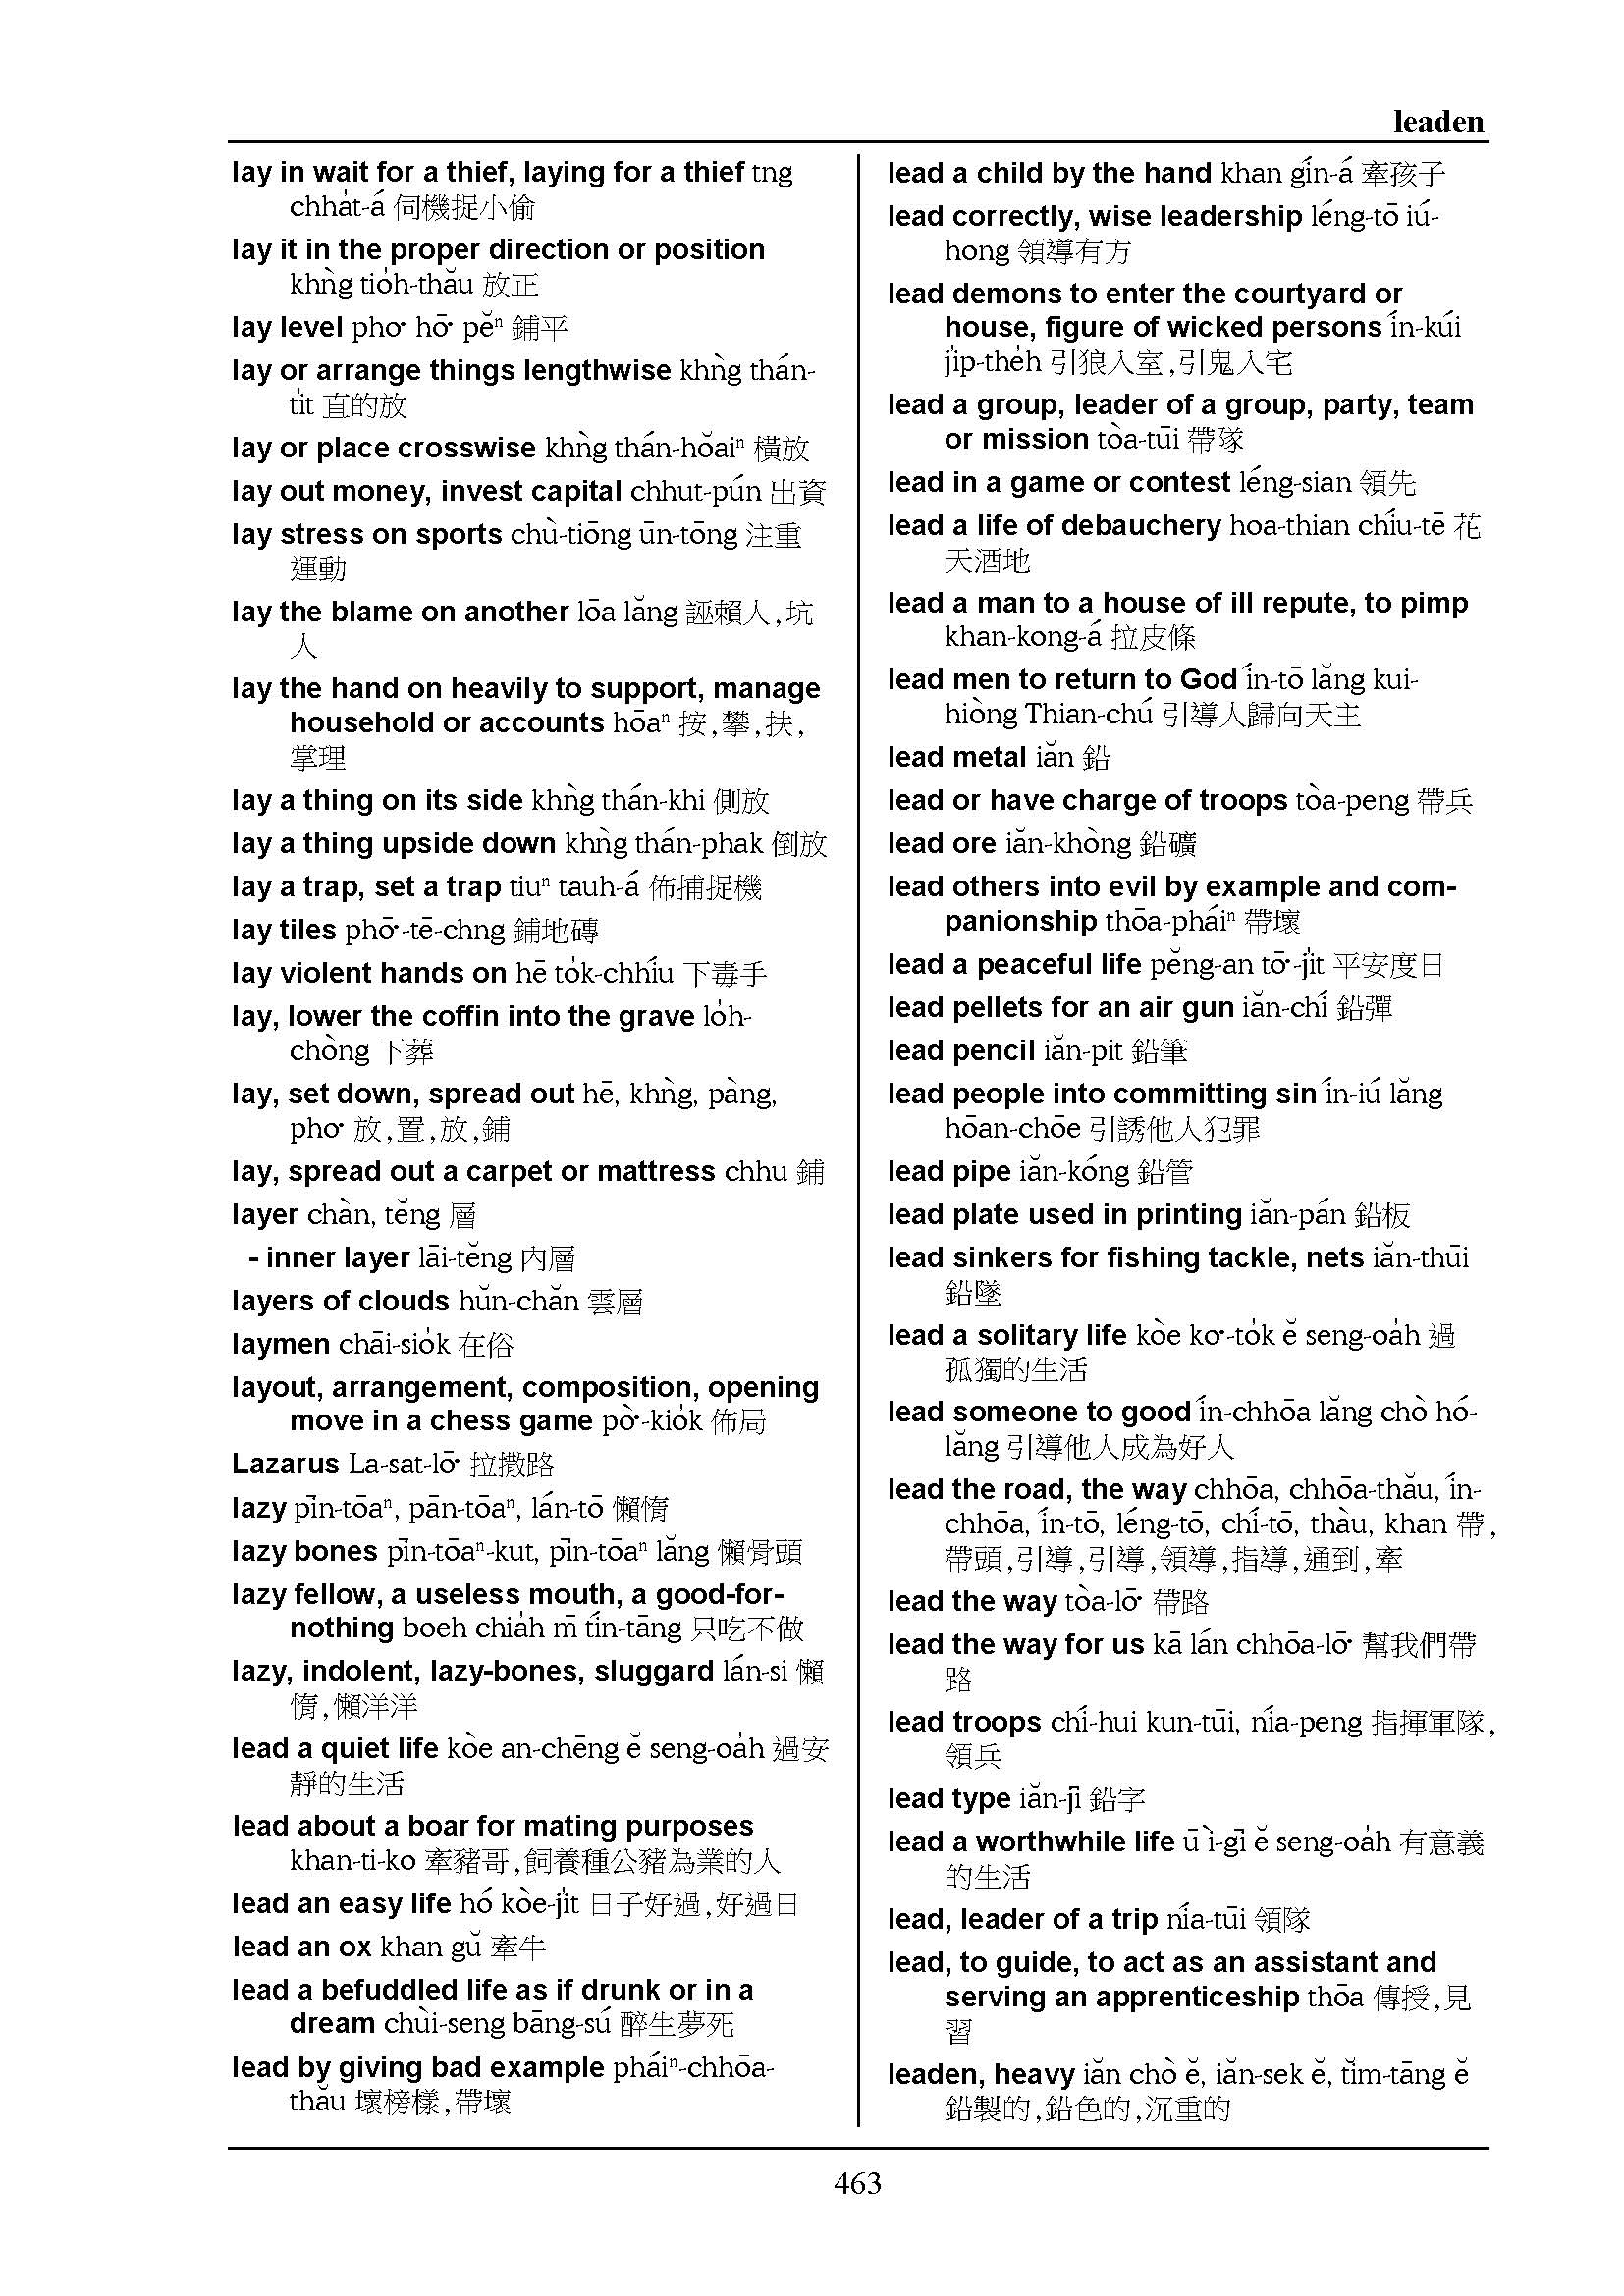 leaden
lay in wait for a thief, laying for a thief tng
chha̍t-á 伺機捉小偷
lay it in the proper direction or position
khǹg tio̍h-thău 放正
lay level pho͘ hō͘ pĕⁿ 鋪平
lay or arrange things lengthwise khǹg thán-
ti̍t 直的放
lay or place crosswise khǹg thán-hŏaiⁿ 橫放
lay out money, invest capital chhut-pún 出資
lay stress on sports chù-tiōng ūn-tōng 注重
運動
lay the blame on another lōa lăng 誣賴人,坑
人
lay the hand on heavily to support, manage
household or accounts hōaⁿ 按,攀,扶,
掌理
lay a thing on its side khǹg thán-khi 側放
lay a thing upside down khǹg thán-phak 倒放
lay a trap, set a trap tiuⁿ tauh-á 佈捕捉機
lay tiles phō͘-tē-chng 鋪地磚
lay violent hands on hē to̍k-chhíu 下毒手
lay, lower the coffin into the grave lo̍h-
chòng 下葬
lay, set down, spread out hē, khǹg, pàng,
pho͘ 放,置,放,鋪
lay, spread out a carpet or mattress chhu 鋪
layer chàn, tĕng 層
- inner layer lāi-tĕng 內層
layers of clouds hŭn-chăn 雲層
laymen chāi-sio̍k 在俗
layout, arrangement, composition, opening
move in a chess game pò͘-kio̍k 佈局
Lazarus La-sat-lō͘ 拉撒路
lazy pīn-tōaⁿ, pān-tōaⁿ, lán-tō 懶惰
lazy bones pīn-tōaⁿ-kut, pīn-tōaⁿ lăng 懶骨頭
lazy fellow, a useless mouth, a good-for-
nothing boeh chia̍h m̄ tín-tāng 只吃不做
lazy, indolent, lazy-bones, sluggard lán-si 懶
惰,懶洋洋
lead a quiet life kòe an-chēng ĕ seng-oa̍h 過安
靜的生活
lead about a boar for mating purposes
khan-ti-ko 牽豬哥,飼養種公豬為業的人
lead an easy life hó kòe-ji̍t 日子好過,好過日
lead an ox khan gŭ 牽牛
lead a befuddled life as if drunk or in a
dream chùi-seng bāng-sú 醉生夢死
lead by giving bad example pháiⁿ-chhōa-
thău 壞榜樣,帶壞
lead a child by the hand khan gín-á 牽孩子
lead correctly, wise leadership léng-tō iú-
hong 領導有方
lead demons to enter the courtyard or
house, figure of wicked persons ín-kúi
ji̍p-the̍h 引狼入室,引鬼入宅
lead a group, leader of a group, party, team
or mission tòa-tūi 帶隊
lead in a game or contest léng-sian 領先
lead a life of debauchery hoa-thian chíu-tē 花
天酒地
lead a man to a house of ill repute, to pimp
khan-kong-á 拉皮條
lead men to return to God ín-tō lăng kui-
hiòng Thian-chú 引導人歸向天主
lead metal iăn 鉛
lead or have charge of troops tòa-peng 帶兵
lead ore iăn-khòng 鉛礦
lead others into evil by example and com-
panionship thōa-pháiⁿ 帶壞
lead a peaceful life pĕng-an tō͘-ji̍t 平安度日
lead pellets for an air gun iăn-chí 鉛彈
lead pencil iăn-pit 鉛筆
lead people into committing sin ín-iú lăng
hōan-chōe 引誘他人犯罪
lead pipe iăn-kóng 鉛管
lead plate used in printing iăn-pán 鉛板
lead sinkers for fishing tackle, nets iăn-thūi
鉛墜
lead a solitary life kòe ko͘-to̍k ĕ seng-oa̍h 過
孤獨的生活
lead someone to good ín-chhōa lăng chò hó-
lăng 引導他人成為好人
lead the road, the way chhōa, chhōa-thău, ín-
chhōa, ín-tō, léng-tō, chí-tō, thàu, khan 帶,
帶頭,引導,引導,領導,指導,通到,牽
lead the way tòa-lō͘ 帶路
lead the way for us kā lán chhōa-lō͘ 幫我們帶
路
lead troops chí-hui kun-tūi, nía-peng 指揮軍隊,
領兵
lead type iăn-jī 鉛字
lead a worthwhile life ū ì-gī ĕ seng-oa̍h 有意義
的生活
lead, leader of a trip nía-tūi 領隊
lead, to guide, to act as an assistant and
serving an apprenticeship thōa 傳授,見
習
leaden, heavy iăn chò ĕ, iăn-sek ĕ, tĭm-tāng ĕ
鉛製的,鉛色的,沉重的
463